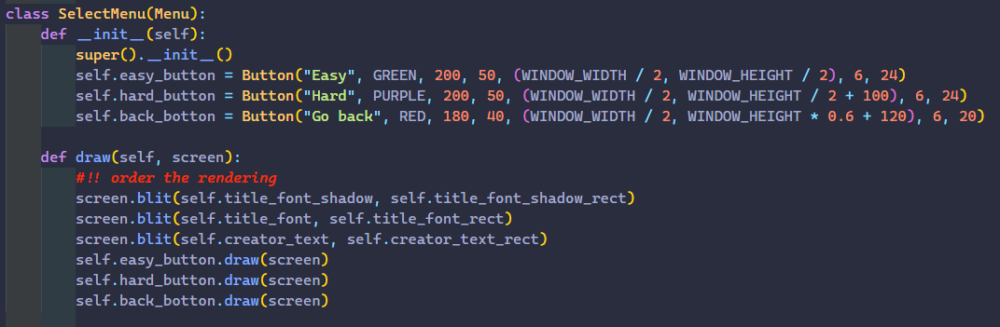 class SelectMenu(Menu):
    def __init__(self):
        super().__init__()
        self.easy_button = Button("Easy", GREEN, 200, 50, (WINDOW_WIDTH / 2, WINDOW_HEIGHT / 2), 6, 24)
        self.hard_button = Button("Hard", PURPLE, 200, 50, (WINDOW_WIDTH / 2, WINDOW_HEIGHT / 2 + 100), 6, 24)
        self.back_botton = Button("Go back", RED, 180, 40, (WINDOW_WIDTH / 2, WINDOW_HEIGHT * 0.6 + 120), 6, 20)

    def draw(self, screen):
        #!! order the rendering
        screen.blit(self.title_font_shadow, self.title_font_shadow_rect)
        screen.blit(self.title_font, self.title_font_rect)
        screen.blit(self.creator_text, self.creator_text_rect)
        self.easy_button.draw(screen)
        self.hard_button.draw(screen)
        self.back_botton.draw(screen)